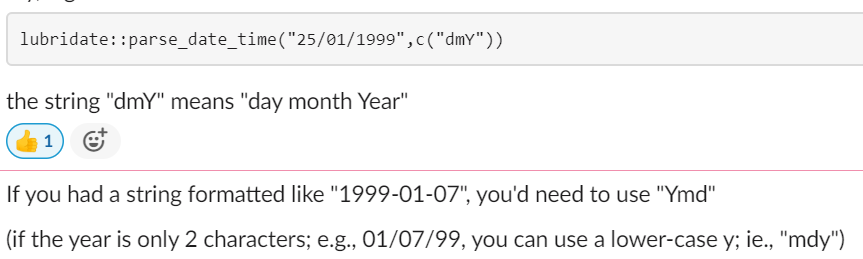 lubridate::parse_date_time("25/01/1999",c("dmY"))
the string "dmY" means "day month Year"
1
If you had a string formatted like "1999-01-07", you'd need to use "Ymd"
(if the year is only 2 characters; e.g., 01/07/99, you can use a lower-case y; ie., "mdy")